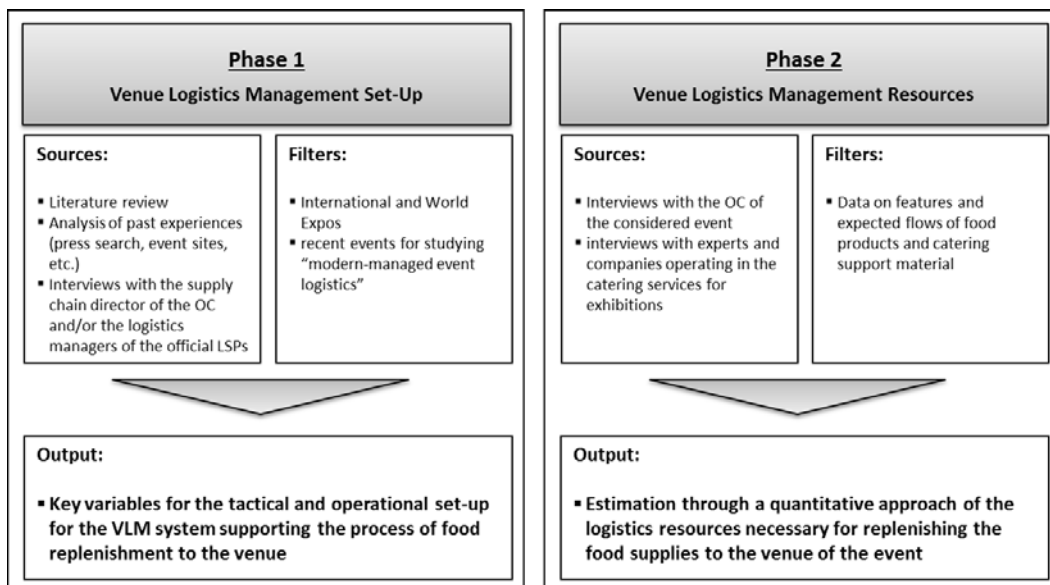 Phase 1
Venue Logistics Management Set-Up
Sources:
▪ Literature review
▪ Analysis of past experiences
(press search, event sites,
etc.)
▪ Interviews with the supply
chain director of the OC
and/or the logistics
managers of the official LSPs
Filters:
▪ International and World
Expos
▪ recent events for studying
“modern-managed event
logistics”
Output:
▪ Key variables for the tactical and operational set-up
for the VLM system supporting the process of food
replenishment to the venue
Phase 2
Venue Logistics Management Resources
Sources:
▪ Interviews with the OC of
the considered event
▪ interviews with experts and
companies operating in the
catering services for
exhibitions
Filters:
▪ Data on features and
expected flows of food
products and catering
support material
Output:
▪ Estimation through a quantitative approach of the
logistics resources necessary for replenishing the
food supplies to the venue of the event